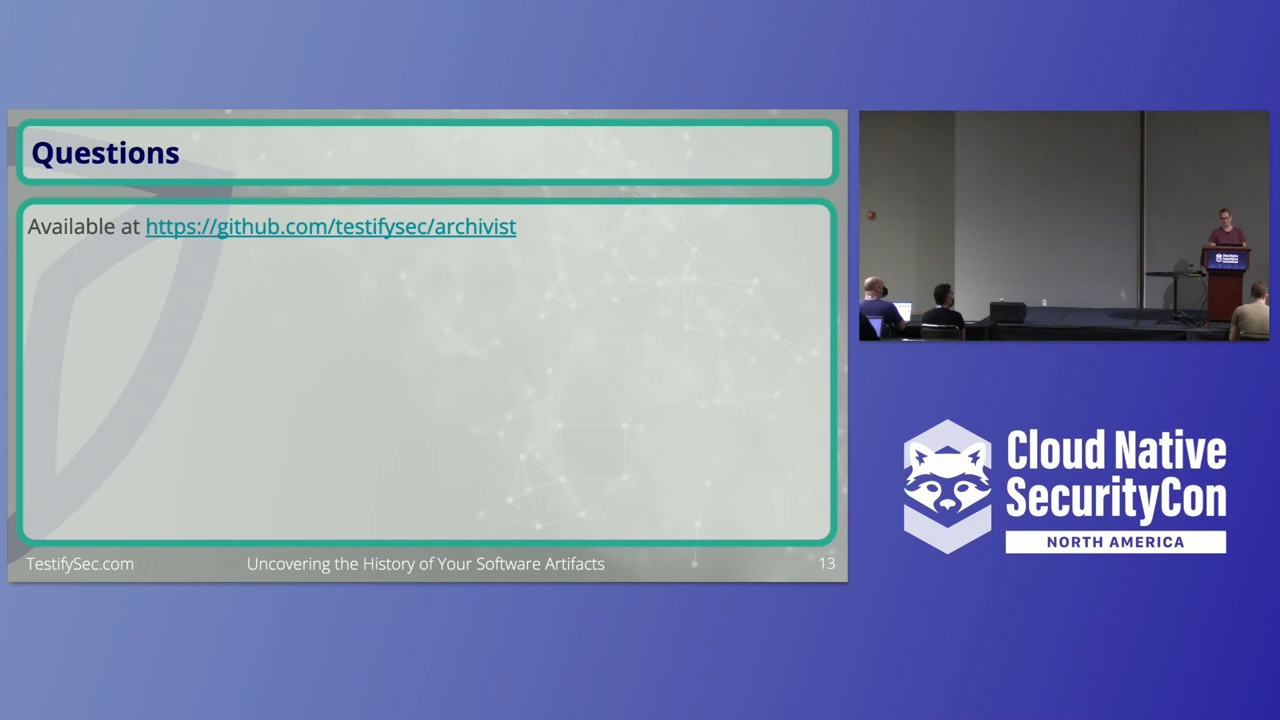 Questions
Available at https://github.com/testifysec/archivist
TestifySec.com
Uncovering the History of Your Software Artifacts
13
Cloud Native
SecurityCon
NORTH AMERICA